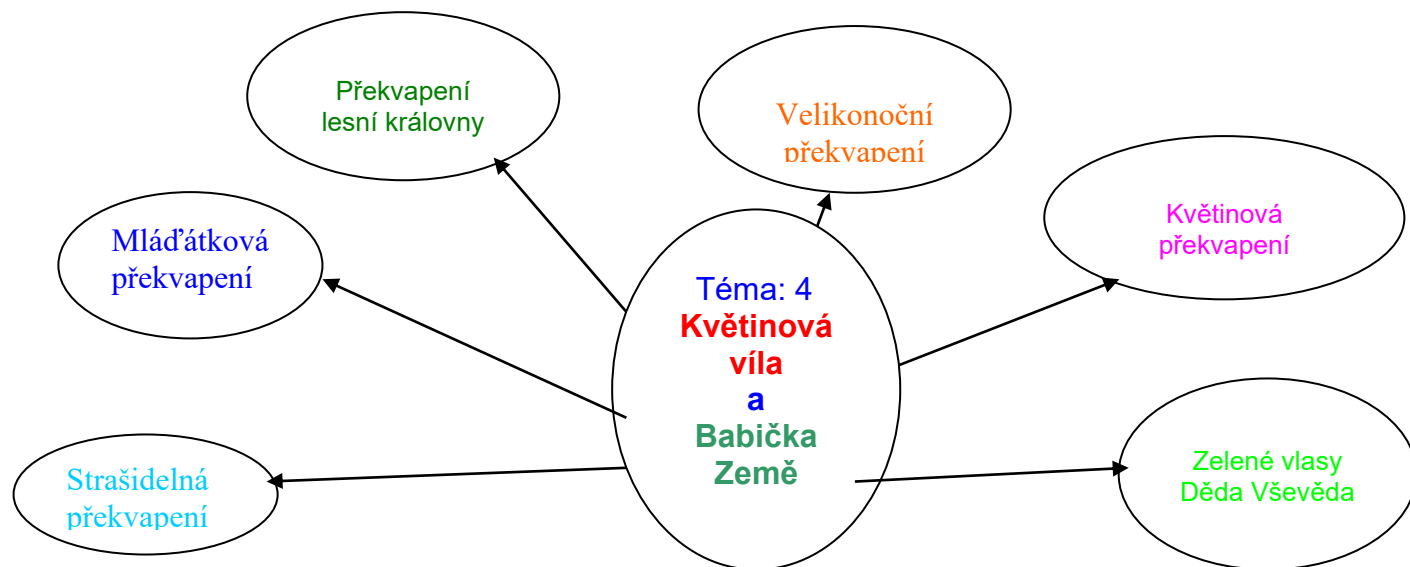 Překvapení
lesní královny
Velikonoční
překvapení
Květinová
překvapení
Mláďátková
překvapení
Téma: 4
Květinová
víla
a
Babička
Země
Strašidelná
překvapení
Zelené vlasy
Děda Vševěda